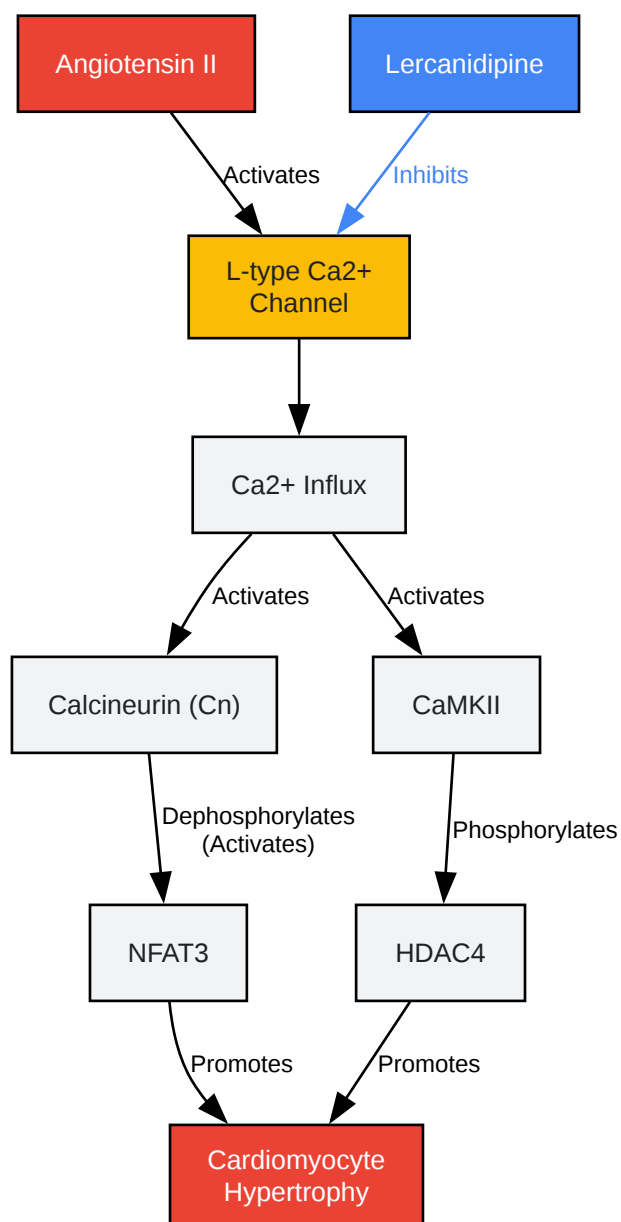 Angiotensin II
Lercanidipine
Activates
Inhibits
L-type Ca2+
Channel
Ca2+ Influx
Activates
Activates
Calcineurin (Cn)
CaMKII
Dephosphorylates
(Activates)
Phosphorylates
NFAT3
HDAC4
Promotes
Promotes
Cardiomyocyte
Hypertrophy